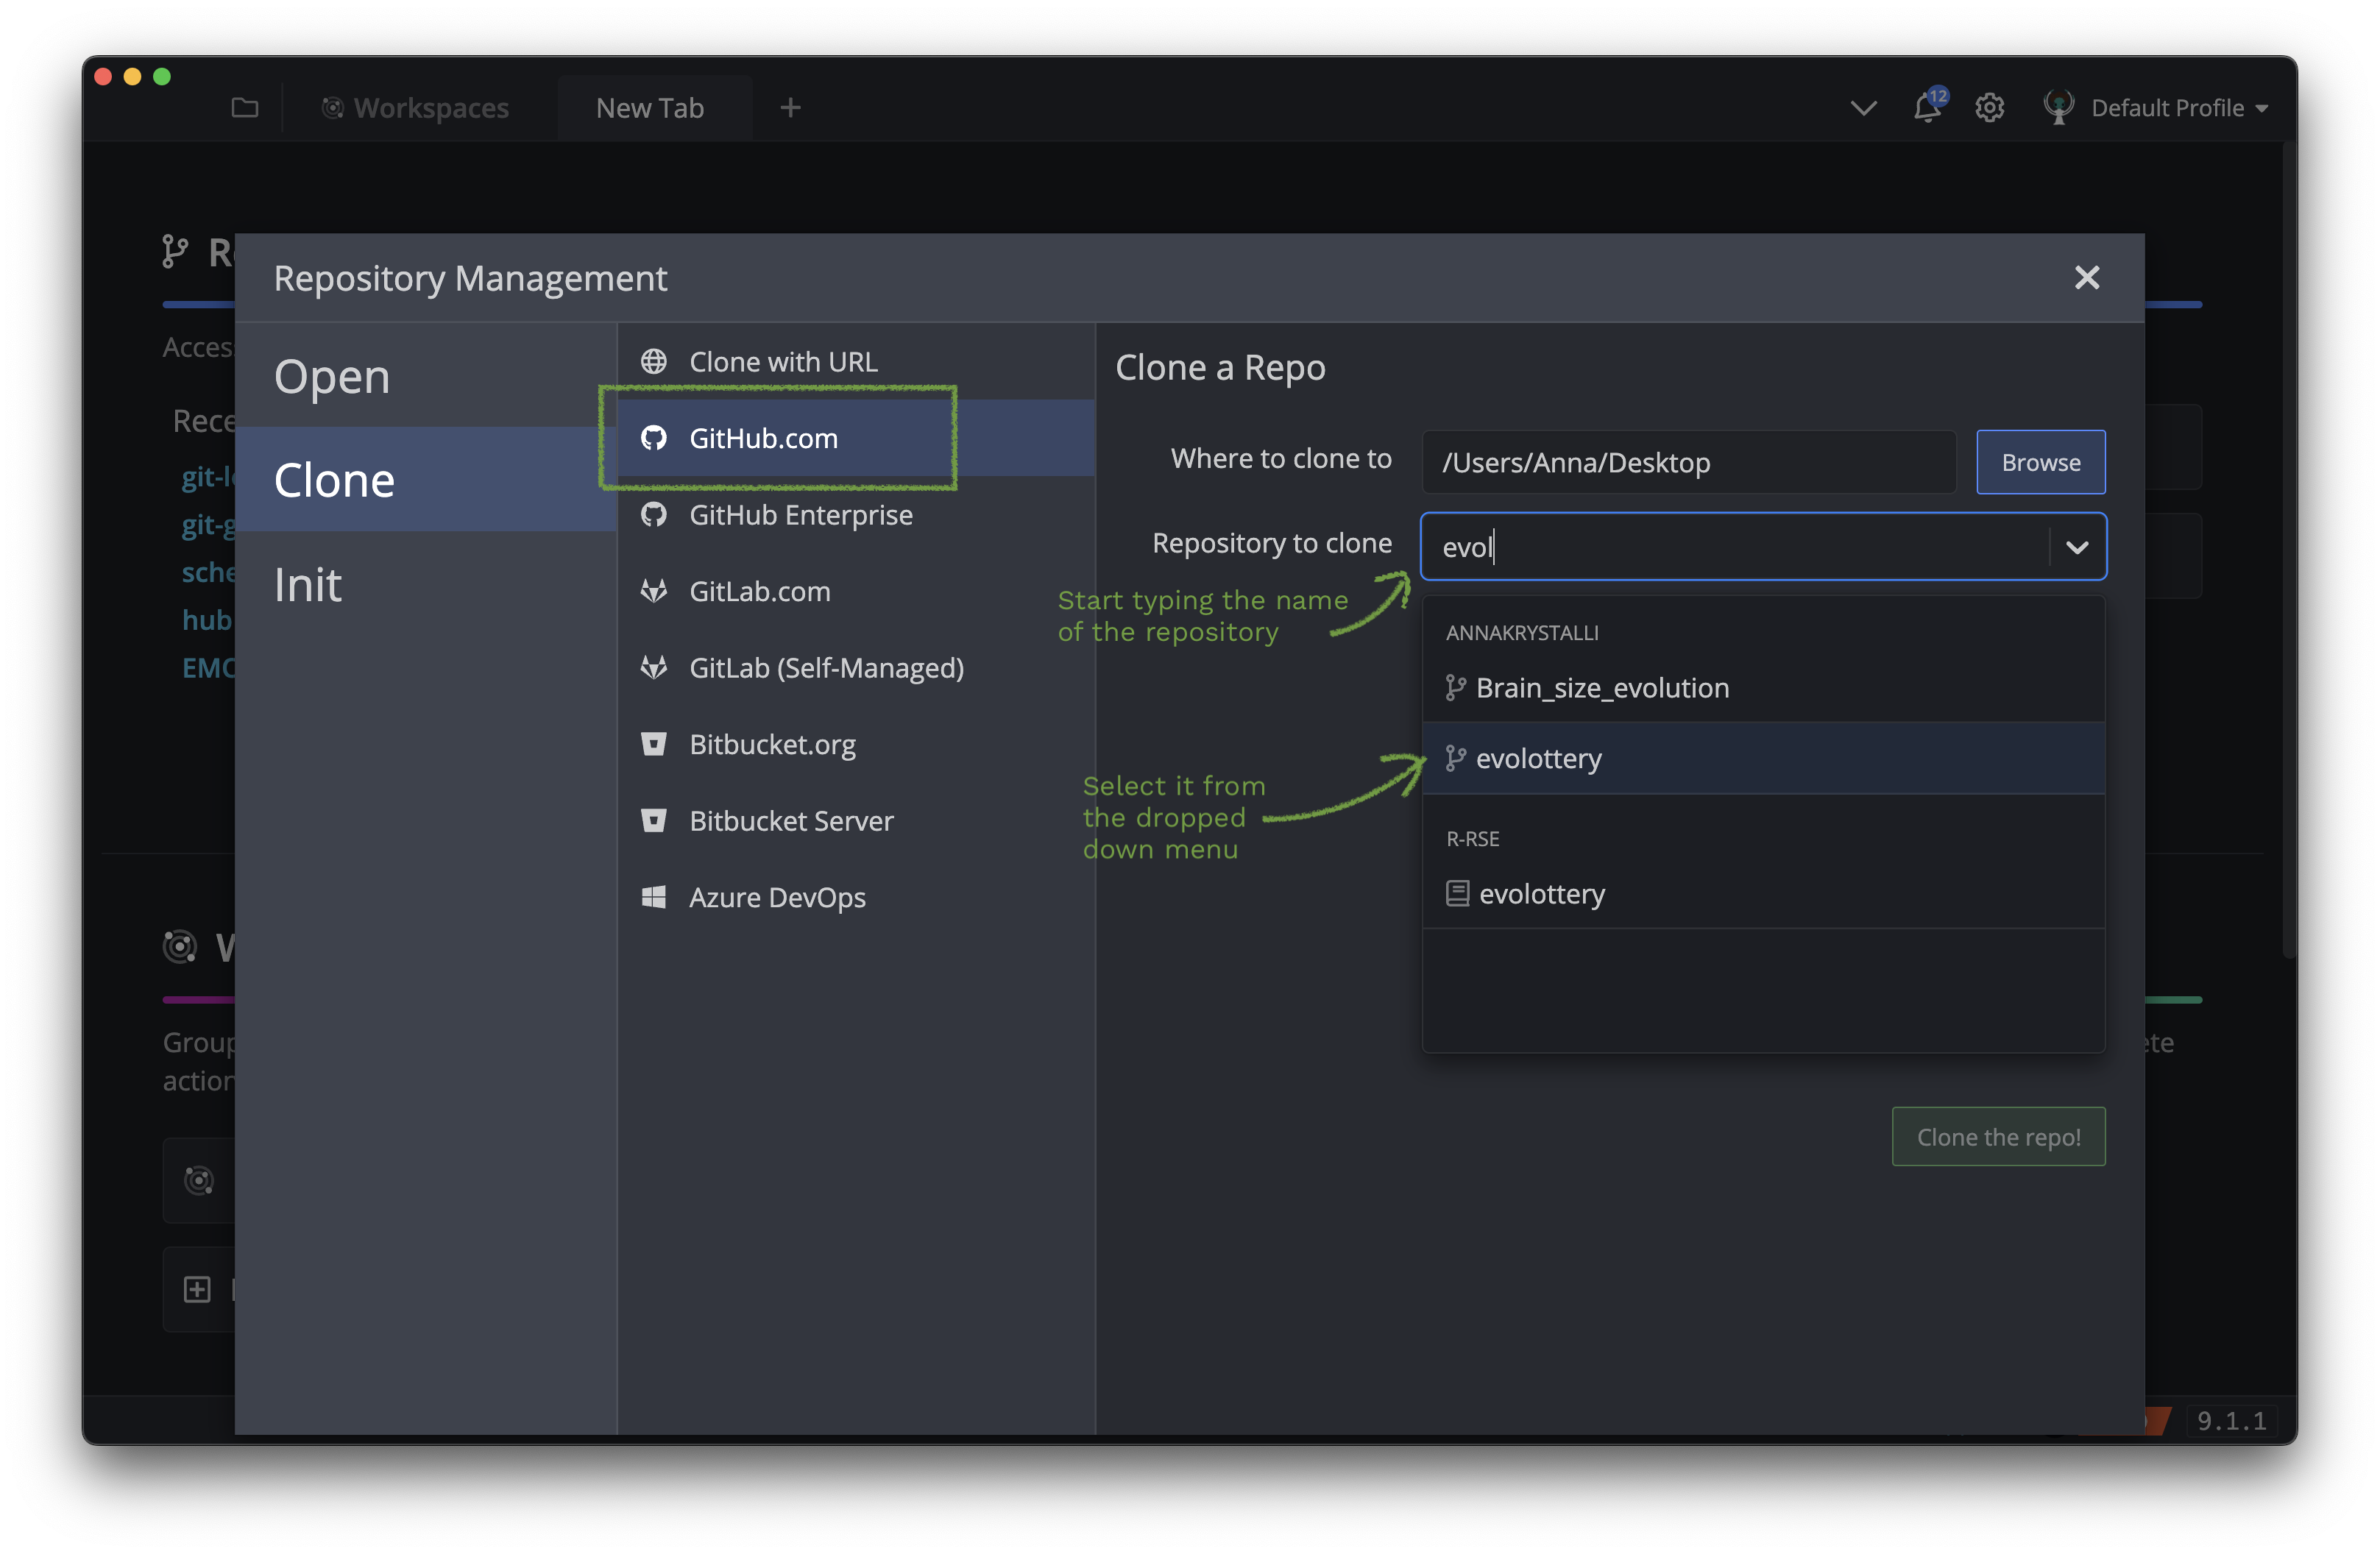 Workspaces
New Tab
12
Default Profile
Repository Management
Open
Clone
Init
Clone with URL
GitHub.com
GitHub Enterprise
GitLab.com
GitLab (Self-Managed)
Bitbucket.org
Bitbucket Server
Azure DevOps
Clone a Repo
Where to clone to
/Users/Anna/Desktop
Browse
Repository to clone
evol
Start typing the name
of the repository
ANNAKRYSTALLI
Brain_size_evolution
evolottery
Select it from
the dropped
down menu
R-RSE
evolottery
Clone the repo!
Acces
Rece
git-l
git-g
sche
hub
EMC
Group
action
9.1.1